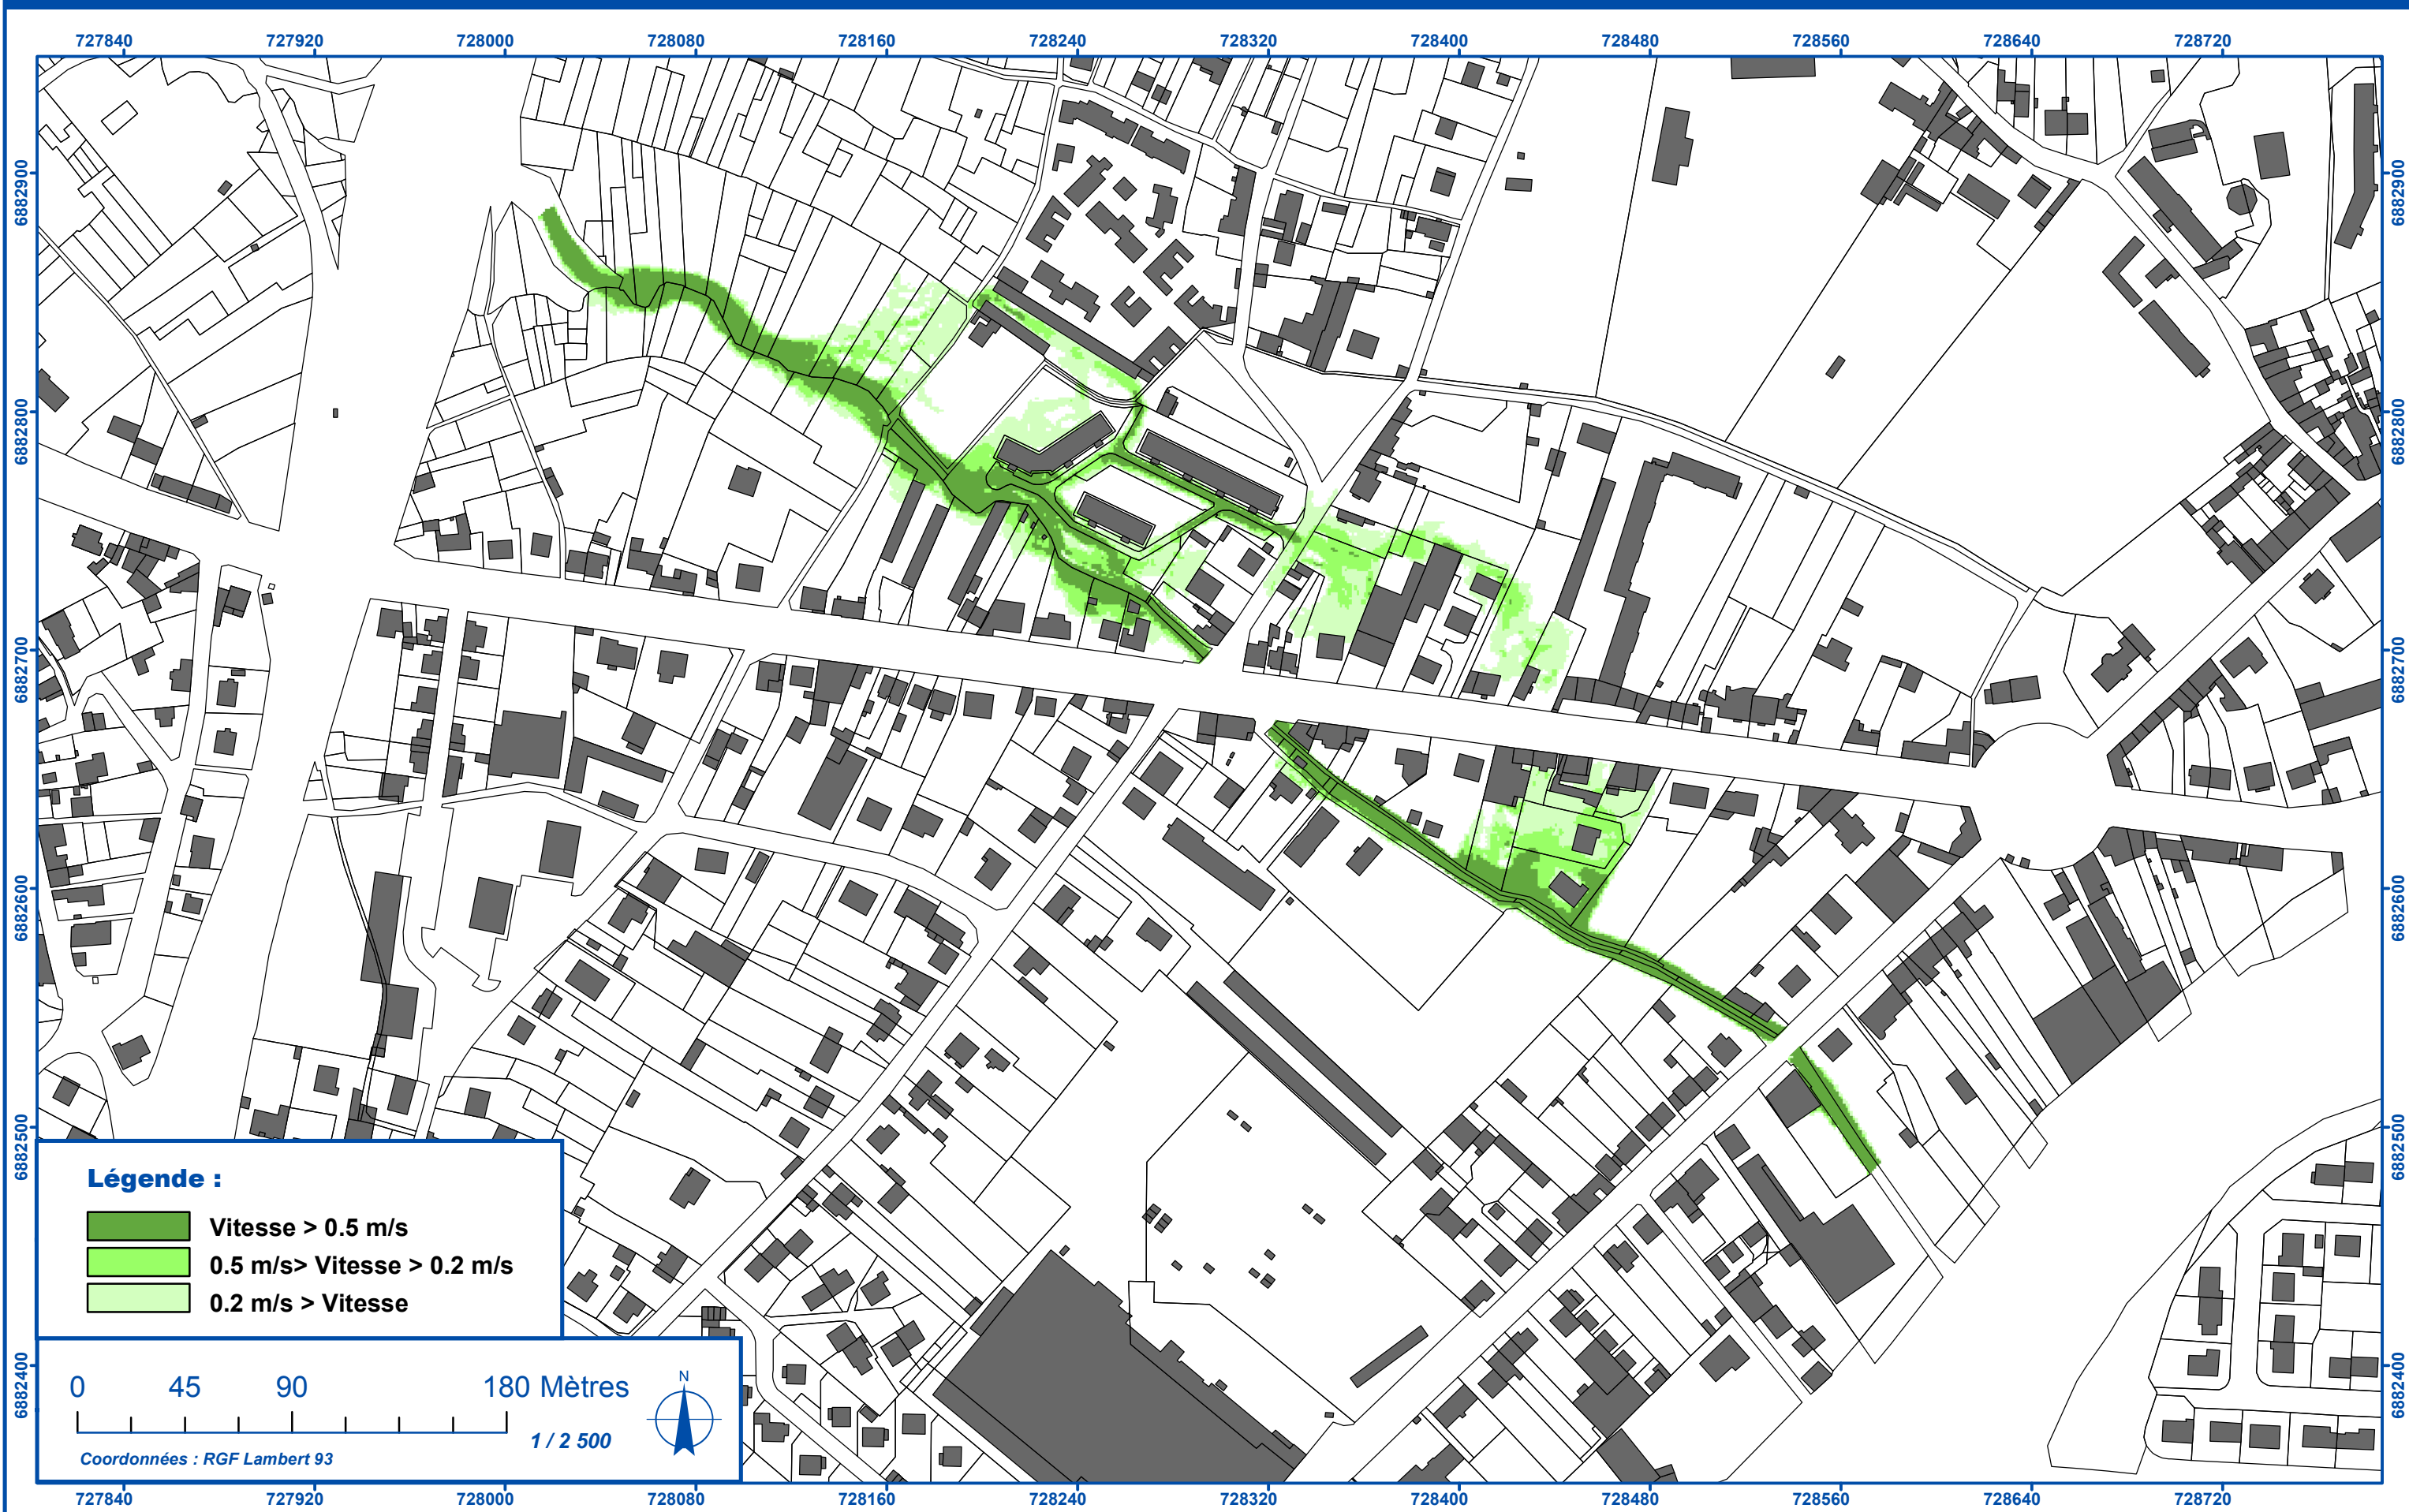 727840 727920 728000 728080 728160 728240 728320 728400 728480 728560 728640 728720
6882900 6882900
6882800 6882800
6882700 6882700
6882600 6882600
6882500 6882500
6882400 6882400
Légende :
Vitesse > 0.5 m/s
0.5 m/s> Vitesse > 0.2 m/s
0.2 m/s > Vitesse
0 45 90 180 Mètres
N
1 / 2 500
Coordonnées : RGF Lambert 93
727840 727920 728000 728080 728160 728240 728320 728400 728480 728560 728640 728720